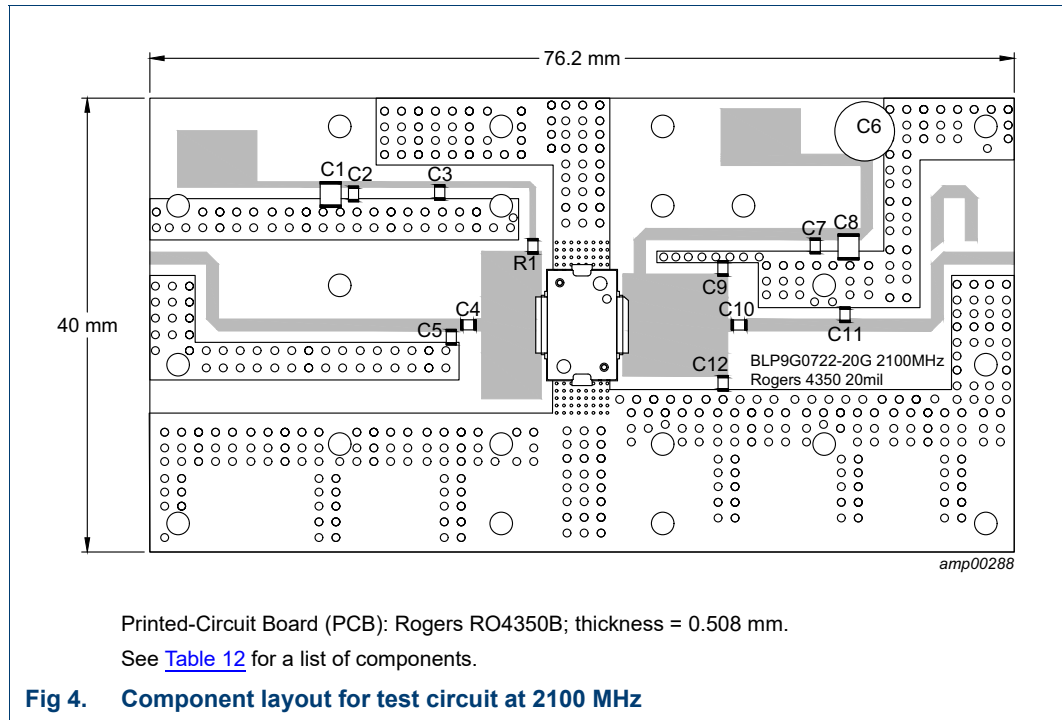 76.2 mm
C6
C1
C2
C3
C7
C8
R1
C9
40 mm
C4
C10
C5
C11
BLP9G0722-20G 2100MHz
C12
Rogers 4350 20mil
amp00288
Printed-Circuit Board (PCB): Rogers RO4350B; thickness = 0.508 mm.
See Table 12 for a list of components.
Fig 4. Component layout for test circuit at 2100 MHz